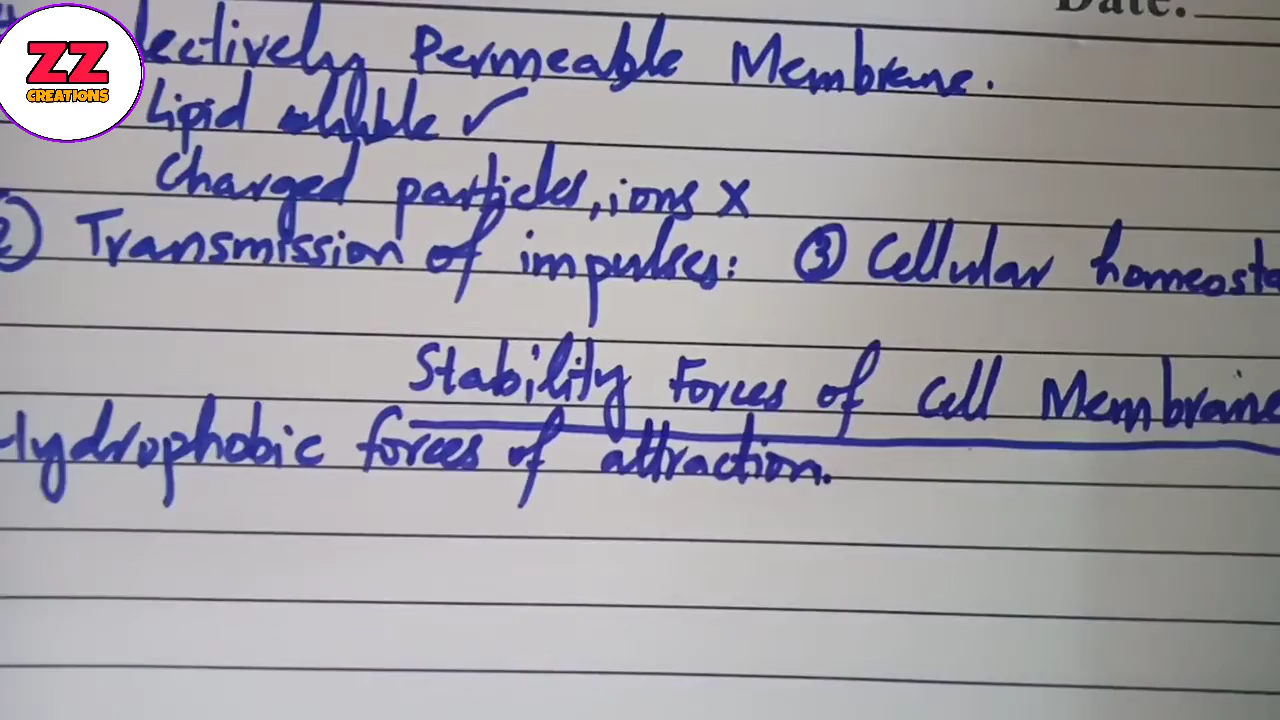 Date.
ZZ
CREATIONS
lectively Permeable Membrane.
Lipid soluble ✓
Charged particles, ions X
2) Transmission of impulses: ③ Cellular homeosta
Stability Forces of Cell Membrane
Hydrophobic forces of attraction.